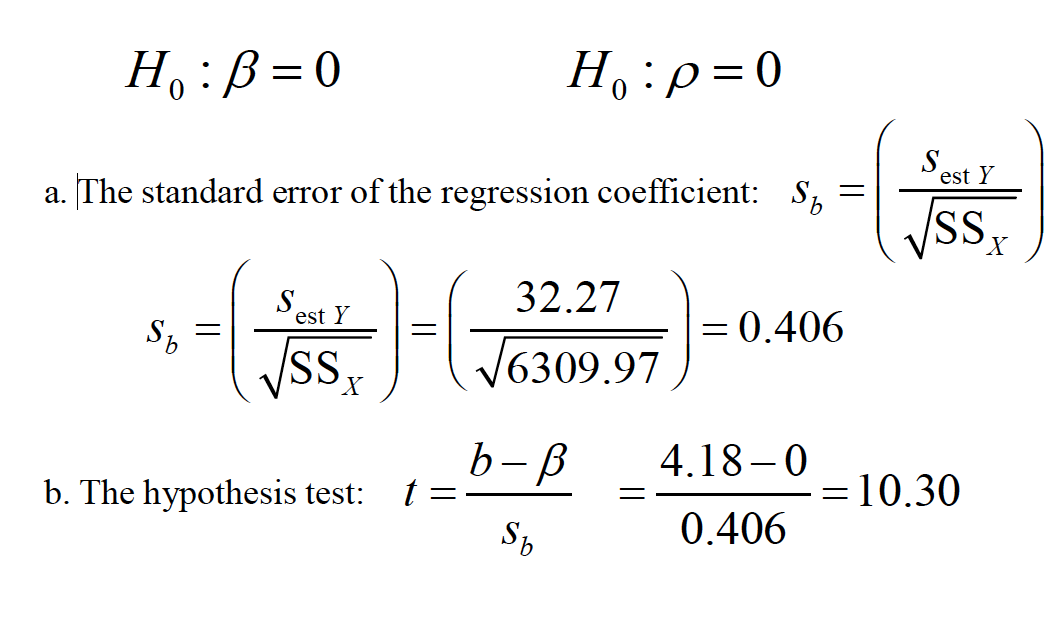 H₀ : β = 0 H₀ : ρ = 0
a. The standard error of the regression coefficient: s_b = (s_est Y / √SS_X)
s_b = (s_est Y / √SS_X) = (32.27 / √6309.97) = 0.406
b. The hypothesis test: t = (b − β) / s_b = (4.18 − 0) / 0.406 = 10.30